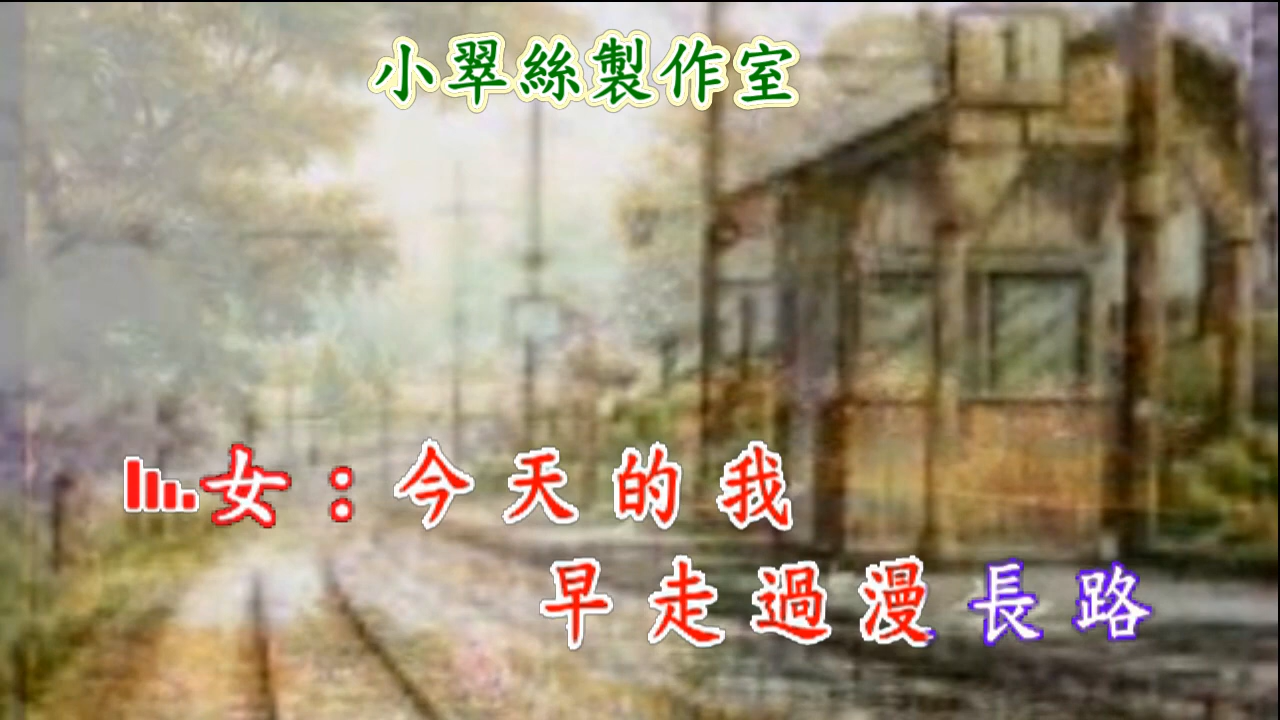 小翠絲製作室
女：今天的我
早走過漫長路